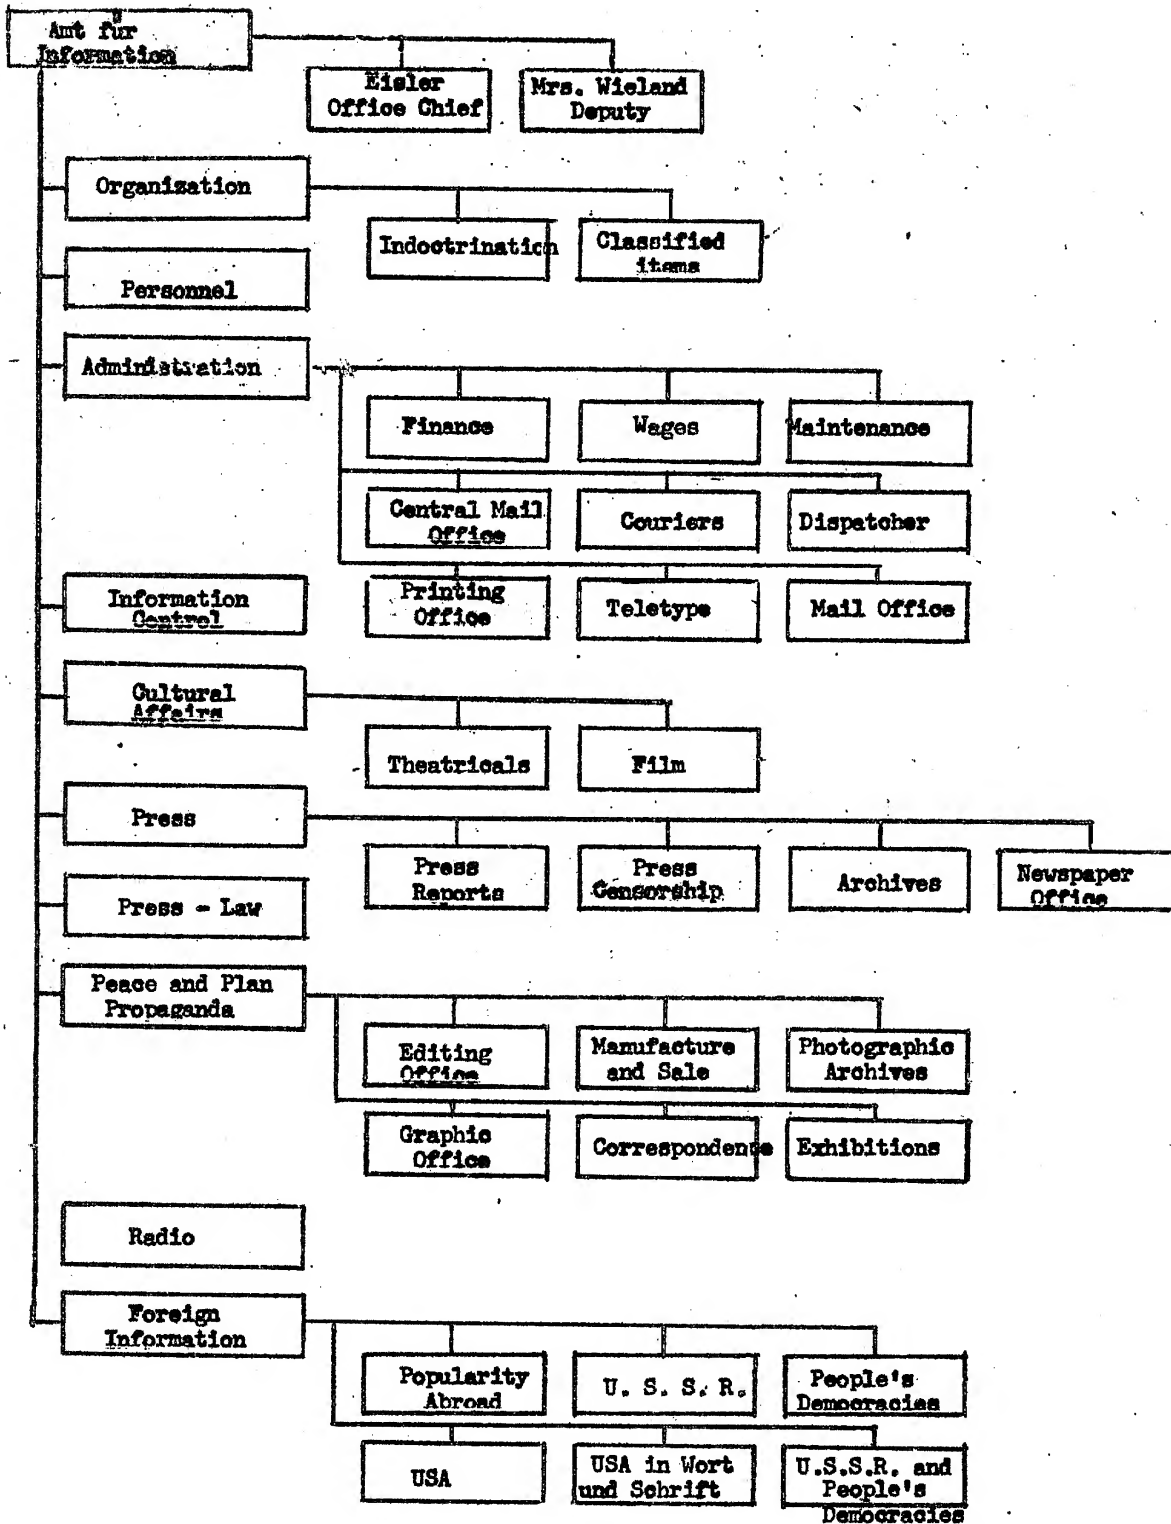 Amt für
Information
Eisler
Office Chief
Mrs. Wieland
Deputy
Organization
Indoctrination
Classified
items
Personnel
Administration
Finance
Wages
Maintenance
Central Mail
Office
Couriers
Dispatcher
Information
Control
Printing
Office
Teletype
Mail Office
Cultural
Affairs
Theatricals
Film
Press
Press
Reports
Press
Censorship
Archives
Newspaper
Office
Press - Law
Peace and Plan
Propaganda
Editing
Office
Manufacture
and Sale
Photographic
Archives
Graphic
Office
Correspondence
Exhibitions
Radio
Foreign
Information
Popularity
Abroad
U. S. S. R.
People's
Democracies
USA
USA in Wort
und Schrift
U.S.S.R. and
People's
Democracies